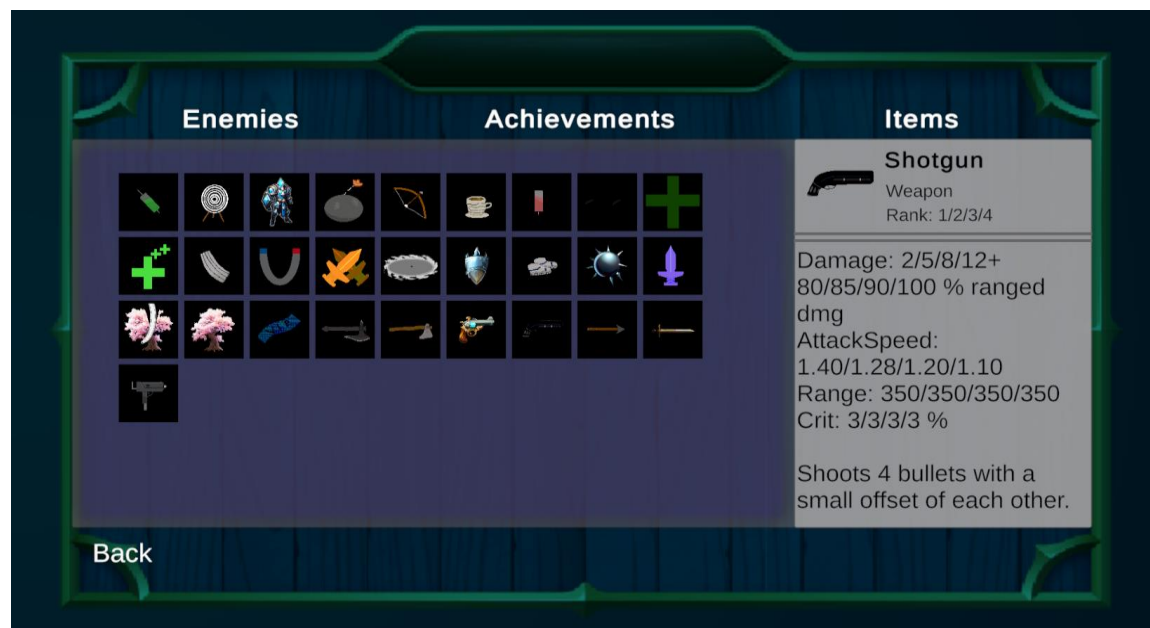 Enemies
Achievements
Items
Shotgun
Weapon
Rank: 1/2/3/4
Damage: 2/5/8/12+
80/85/90/100 % ranged
dmg
AttackSpeed:
1.40/1.28/1.20/1.10
Range: 350/350/350/350
Crit: 3/3/3/3 %
Shoots 4 bullets with a
small offset of each other.
Back